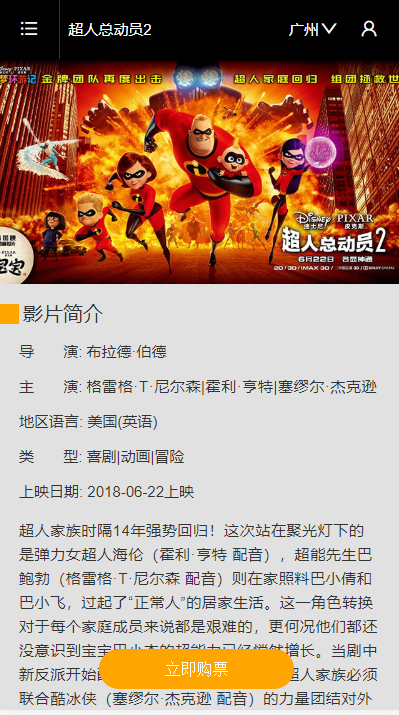 超人总动员2 广州
Disney PIXAR
梦环游记 金牌团队再度出击 超人家庭回归 组团拯救世
Disney PIXAR
迪士尼 皮克斯
超人总动员2
6月22日 各显神通
影片简介
导 演: 布拉德·伯德
主 演: 格雷格·T·尼尔森|霍利·亨特|塞缪尔·杰克逊
地区语言: 美国(英语)
类 型: 喜剧|动画|冒险
上映日期: 2018-06-22上映
超人家族时隔14年强势回归！这次站在聚光灯下的
是弹力女超人海伦（霍利·亨特 配音），超能先生巴
鲍勃（格雷格·T·尼尔森 配音）则在家照料巴小倩和
巴小飞，过起了“正常人”的居家生活。这一角色转换
对于每个家庭成员来说都是艰难的，更何况他们都还
没意识到宝宝巴小杰的超能力已经悄然增长。当剧中
新反派开始 超人家族必须
立即购票
联合酷冰侠（塞缪尔·杰克逊 配音）的力量团结对外